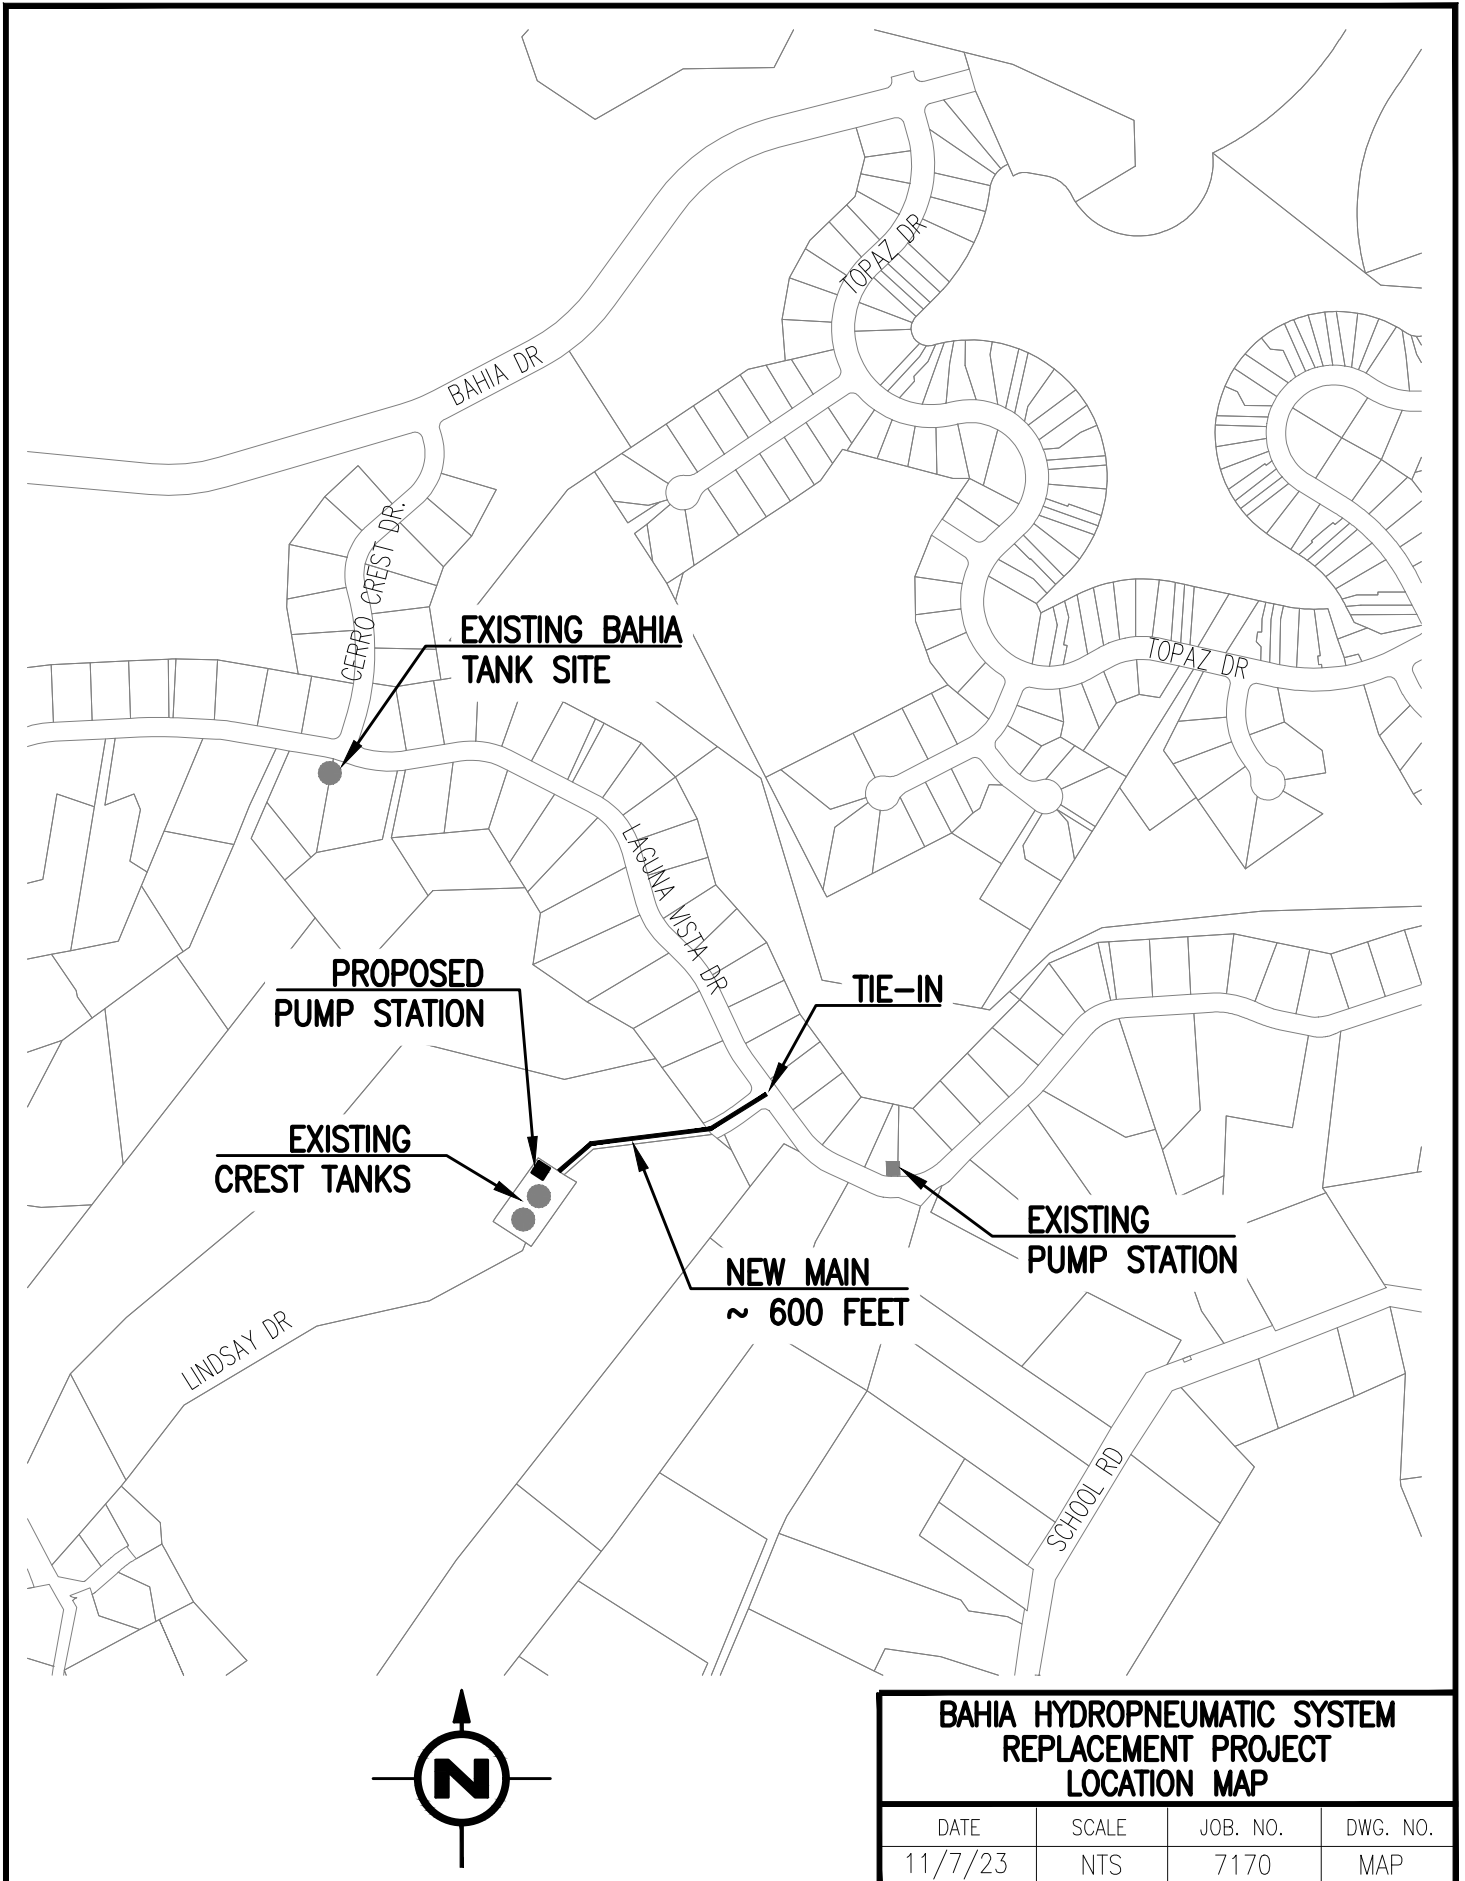 TOPAZ DR
BAHIA DR
CERRO CREST DR.
EXISTING BAHIA
TANK SITE
TOPAZ DR
LAGUNA VISTA DR
PROPOSED
PUMP STATION
TIE-IN
EXISTING
CREST TANKS
EXISTING
PUMP STATION
NEW MAIN
~ 600 FEET
LINDSAY DR
SCHOOL RD
N
BAHIA HYDROPNEUMATIC SYSTEM
REPLACEMENT PROJECT
LOCATION MAP
DATE SCALE JOB. NO. DWG. NO.
11/7/23 NTS 7170 MAP